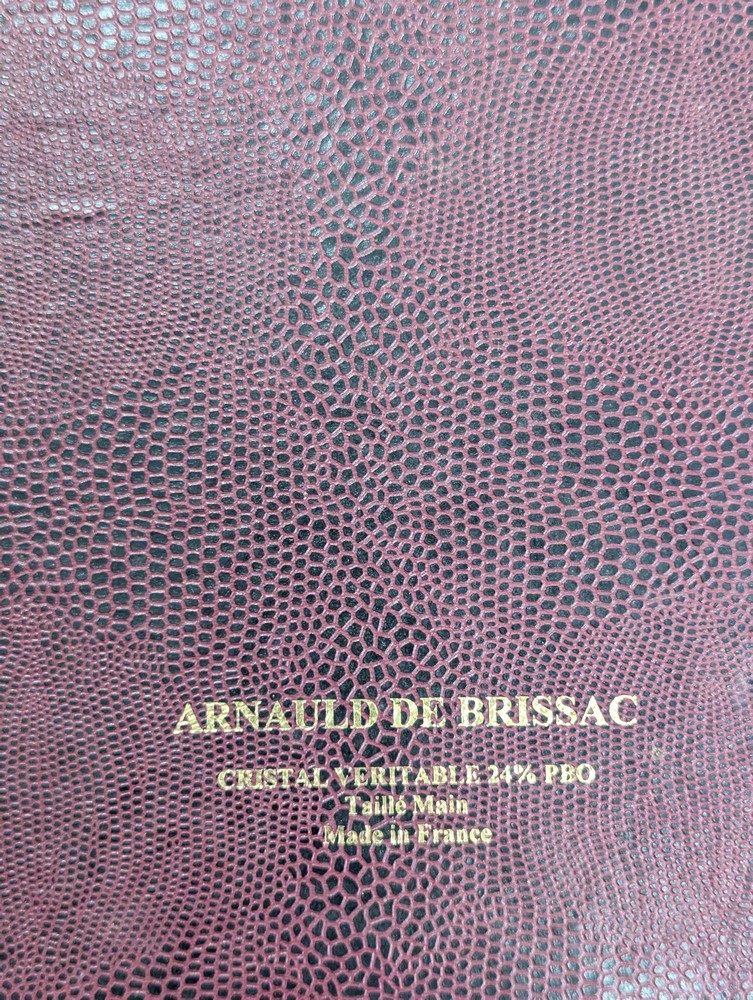 ARNAULD DE BRISSAC
CRISTAL VERITABLE 24% PBO
Taillé Main
Made in France